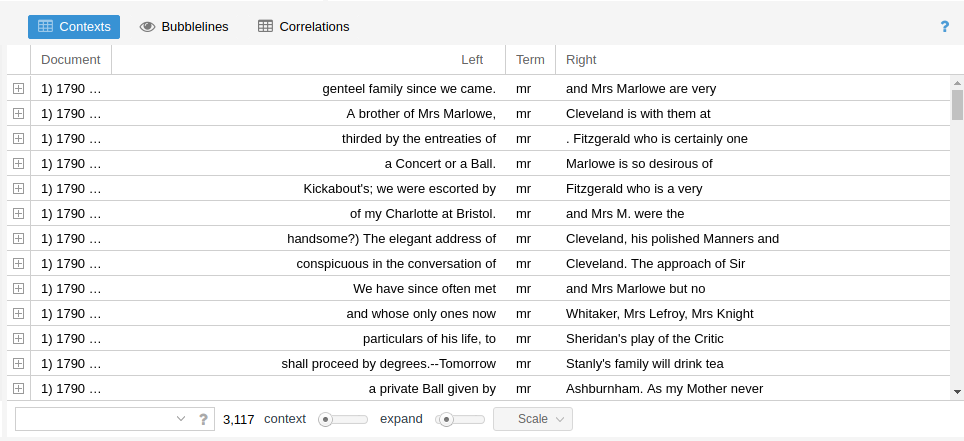 Contexts Bubblelines Correlations ?
Document Left Term Right
1) 1790 … genteel family since we came. mr and Mrs Marlowe are very
1) 1790 … A brother of Mrs Marlowe, mr Cleveland is with them at
1) 1790 … thirded by the entreaties of mr . Fitzgerald who is certainly one
1) 1790 … a Concert or a Ball. mr Marlowe is so desirous of
1) 1790 … Kickabout's; we were escorted by mr Fitzgerald who is a very
1) 1790 … of my Charlotte at Bristol. mr and Mrs M. were the
1) 1790 … handsome?) The elegant address of mr Cleveland, his polished Manners and
1) 1790 … conspicuous in the conversation of mr Cleveland. The approach of Sir
1) 1790 … We have since often met mr and Mrs Marlowe but no
1) 1790 … and whose only ones now mr Whitaker, Mrs Lefroy, Mrs Knight
1) 1790 … particulars of his life, to mr Sheridan's play of the Critic
1) 1790 … shall proceed by degrees.--Tomorrow mr Stanly's family will drink tea
1) 1790 … a private Ball given by mr Ashburnham. As my Mother never
? 3,117 context expand Scale